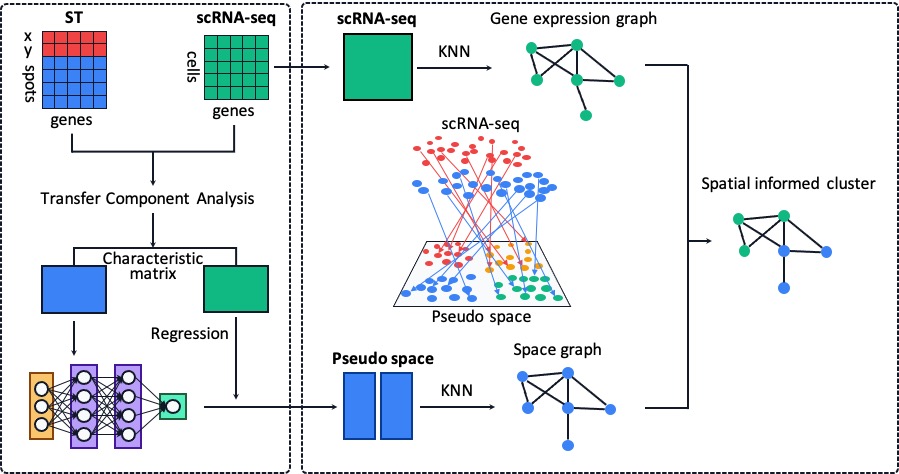 ST
scRNA-seq
x
y
spots
genes
cells
genes
Transfer Component Analysis
Characteristic
matrix
Regression
scRNA-seq
KNN
Gene expression graph
scRNA-seq
Pseudo space
Pseudo space
KNN
Space graph
Spatial informed cluster